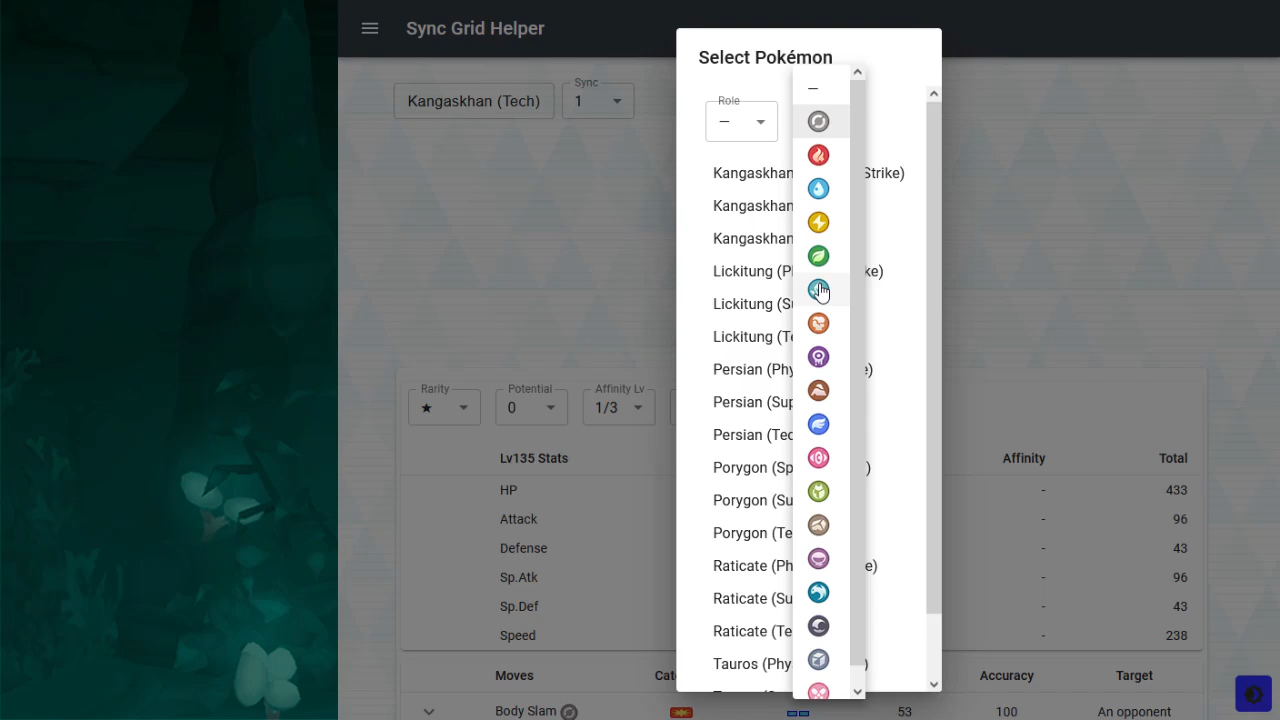 Sync Grid Helper
Select Pokémon
Kangaskhan (Tech)
Sync
1
Role
—
—
Kangaskhan Strike)
Kangaskhan
Kangaskhan
Lickitung (P ke)
Lickitung (S
Lickitung (Te
Persian (Phy e)
Persian (Sup
Persian (Tec
Porygon (Sp )
Porygon (Su
Porygon (Te
Raticate (Ph e)
Raticate (Su
Raticate (Te
Tauros (Phy )
Rarity
★
Potential
0
Affinity Lv
1/3
Lv135 Stats Affinity Total
HP - 433
Attack - 96
Defense - 43
Sp.Atk - 96
Sp.Def - 43
Speed - 238
Moves Cat Accuracy Target
Body Slam 53 100 An opponent